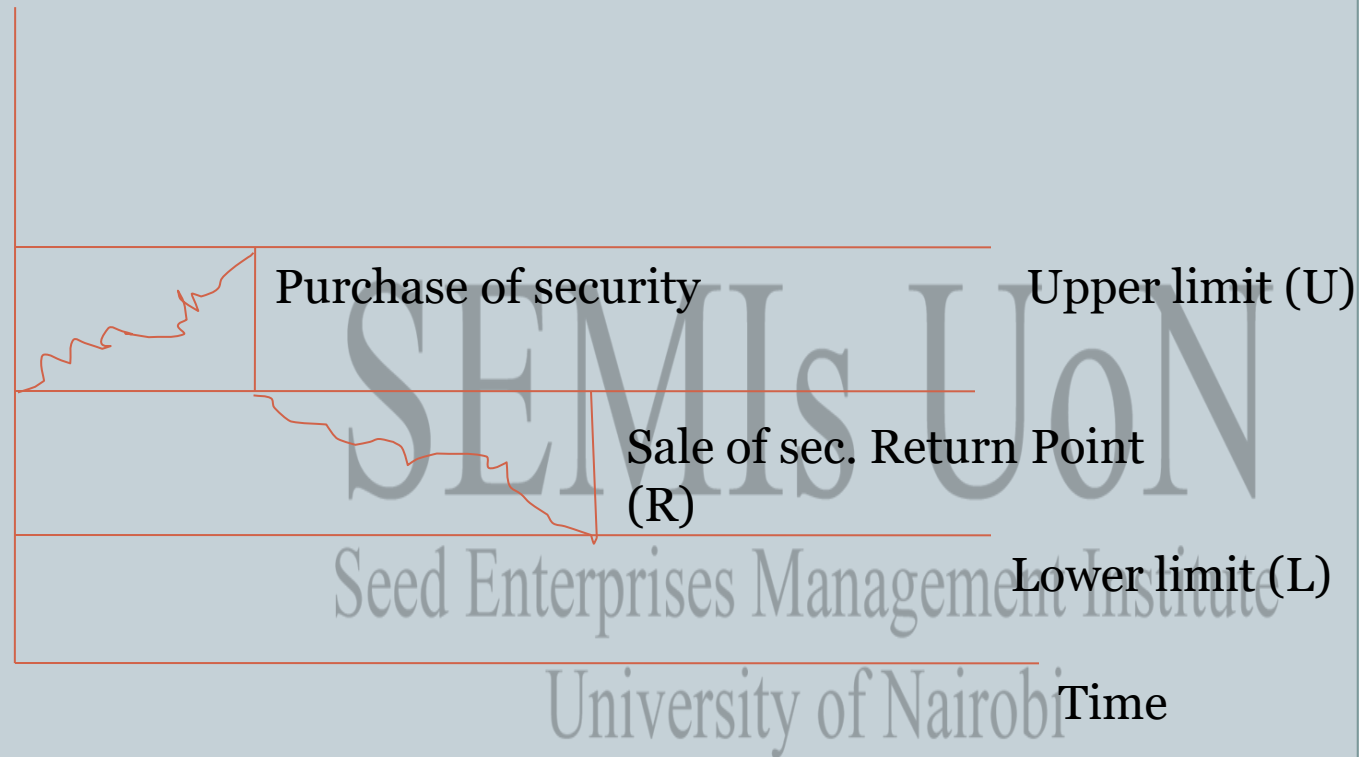 Purchase of security
Upper limit (U)
SEMIs UoN
Sale of sec. Return Point
(R)
Seed Enterprises Management Institute
Lower limit (L)
University of Nairobi
Time